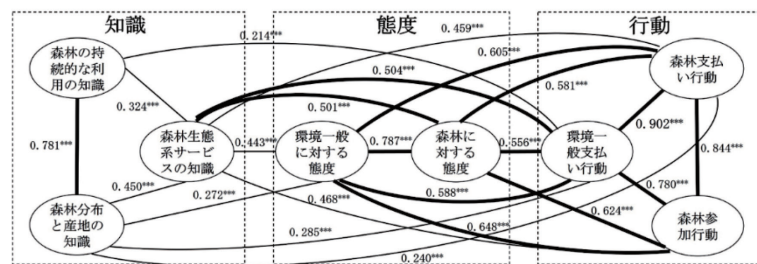 知識
態度
行動
森林の持
続的な利
用の知識
0.214***
0.459***
0.605***
森林支払
い行動
0.504***
0.581***
0.324***
0.501***
0.902***
0.781***
森林生態
系サービ
スの知識
0.443***
環境一般
に対する
態度
0.787***
森林に
対する
態度
0.556***
環境一
般支払
い行動
0.844***
0.450***
0.272***
0.468***
0.588***
0.780***
0.624***
森林分布
と産地の
知識
0.285***
0.648***
森林参
加行動
0.240***